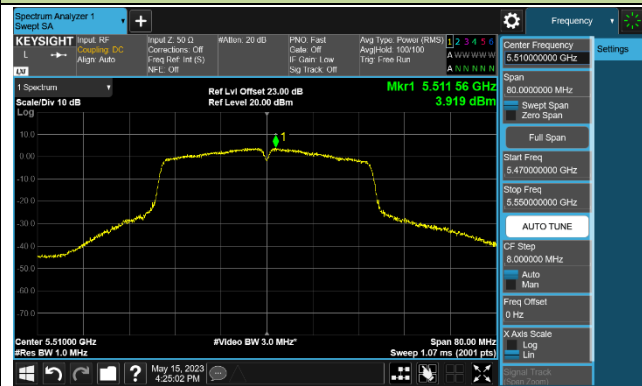 Spectrum Analyzer 1
Swept SA
Frequency
KEYSIGHT
Input: RF
Coupling: DC
Align: Auto
Input Z: 50 Ω
Corrections: Off
Freq Ref: Int (S)
NFE: Off
#Atten: 20 dB
PNO: Fast
Gate: Off
IF Gain: Low
Sig Track: Off
Avg Type: Power (RMS)
Avg|Hold: 100/100
Trig: Free Run
1 2 3 4 5 6
A W W W W W
A N N N N N
L
LXI
1 Spectrum
Scale/Div 10 dB
Log
Ref Lvl Offset 23.00 dB
Ref Level 20.00 dBm
Mkr1 5.511 56 GHz
3.919 dBm
1
10.0
0.00
-10.0
-20.0
-30.0
-40.0
-50.0
-60.0
-70.0
Center 5.51000 GHz
#Res BW 1.0 MHz
#Video BW 3.0 MHz*
Span 80.00 MHz
Sweep 1.07 ms (2001 pts)
May 15, 2023
4:25:02 PM
Center Frequency
5.510000000 GHz
Settings
Span
80.0000000 MHz
Swept Span
Zero Span
Full Span
Start Freq
5.470000000 GHz
Stop Freq
5.550000000 GHz
AUTO TUNE
CF Step
8.000000 MHz
Auto
Man
Freq Offset
0 Hz
X Axis Scale
Log
Lin
Signal Track
(Span Zoom)